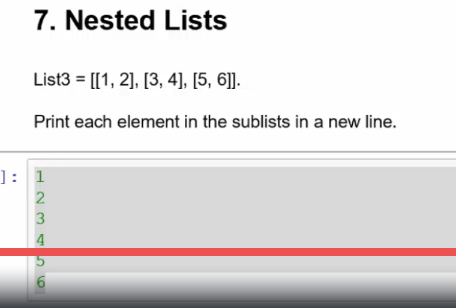 7. Nested Lists
List3 = [[1, 2], [3, 4], [5, 6]].
Print each element in the sublists in a new line.
]: 1
2
3
4
5
6